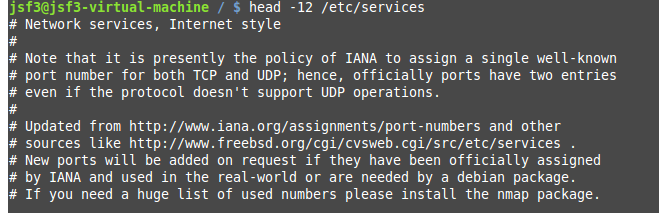 jsf3@jsf3-virtual-machine / $ head -12 /etc/services
# Network services, Internet style
#
# Note that it is presently the policy of IANA to assign a single well-known
# port number for both TCP and UDP; hence, officially ports have two entries
# even if the protocol doesn't support UDP operations.
#
# Updated from http://www.iana.org/assignments/port-numbers and other
# sources like http://www.freebsd.org/cgi/cvsweb.cgi/src/etc/services .
# New ports will be added on request if they have been officially assigned
# by IANA and used in the real-world or are needed by a debian package.
# If you need a huge list of used numbers please install the nmap package.